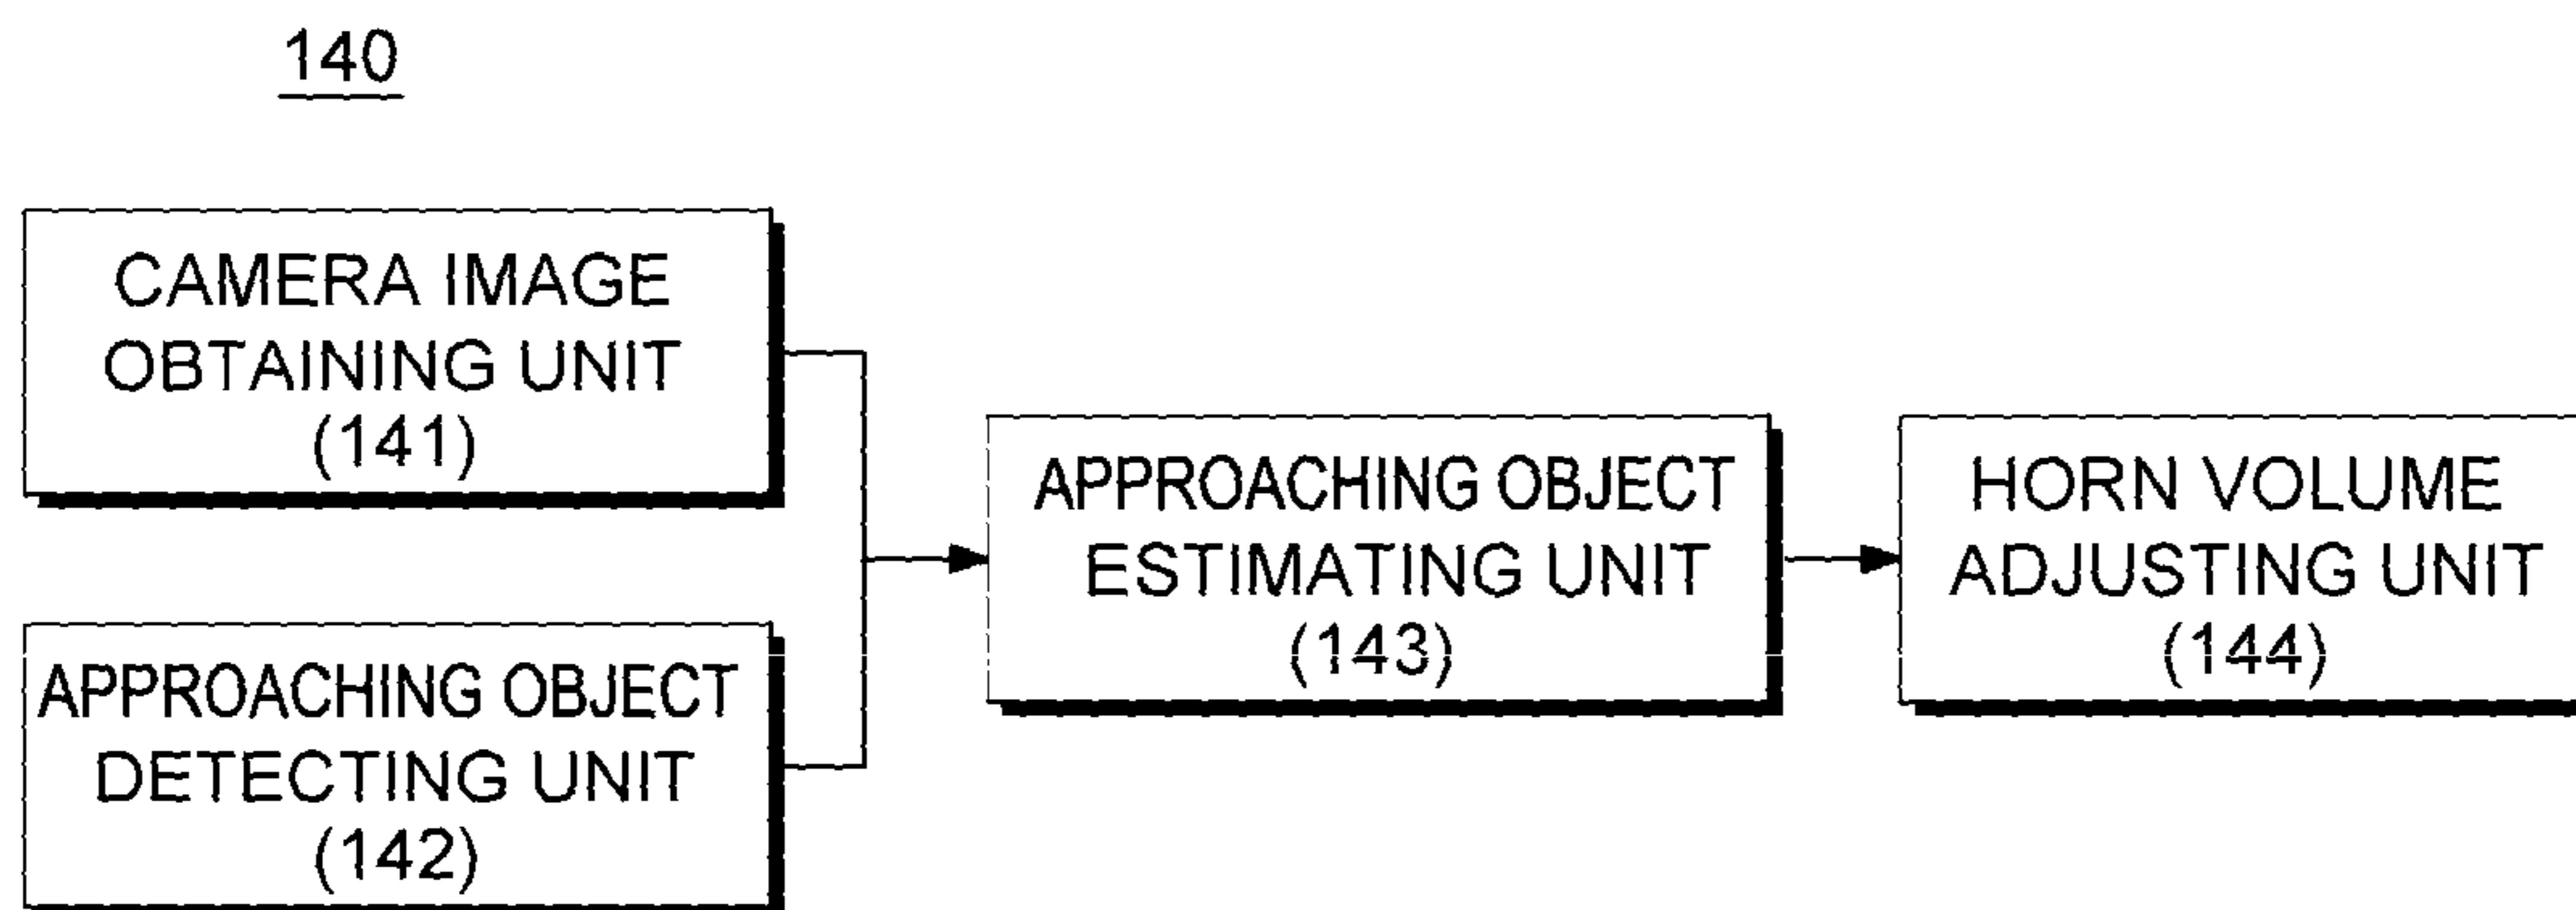 140
CAMERA IMAGE
OBTAINING UNIT
(141)
APPROACHING OBJECT
DETECTING UNIT
(142)
APPROACHING OBJECT
ESTIMATING UNIT
(143)
HORN VOLUME
ADJUSTING UNIT
(144)